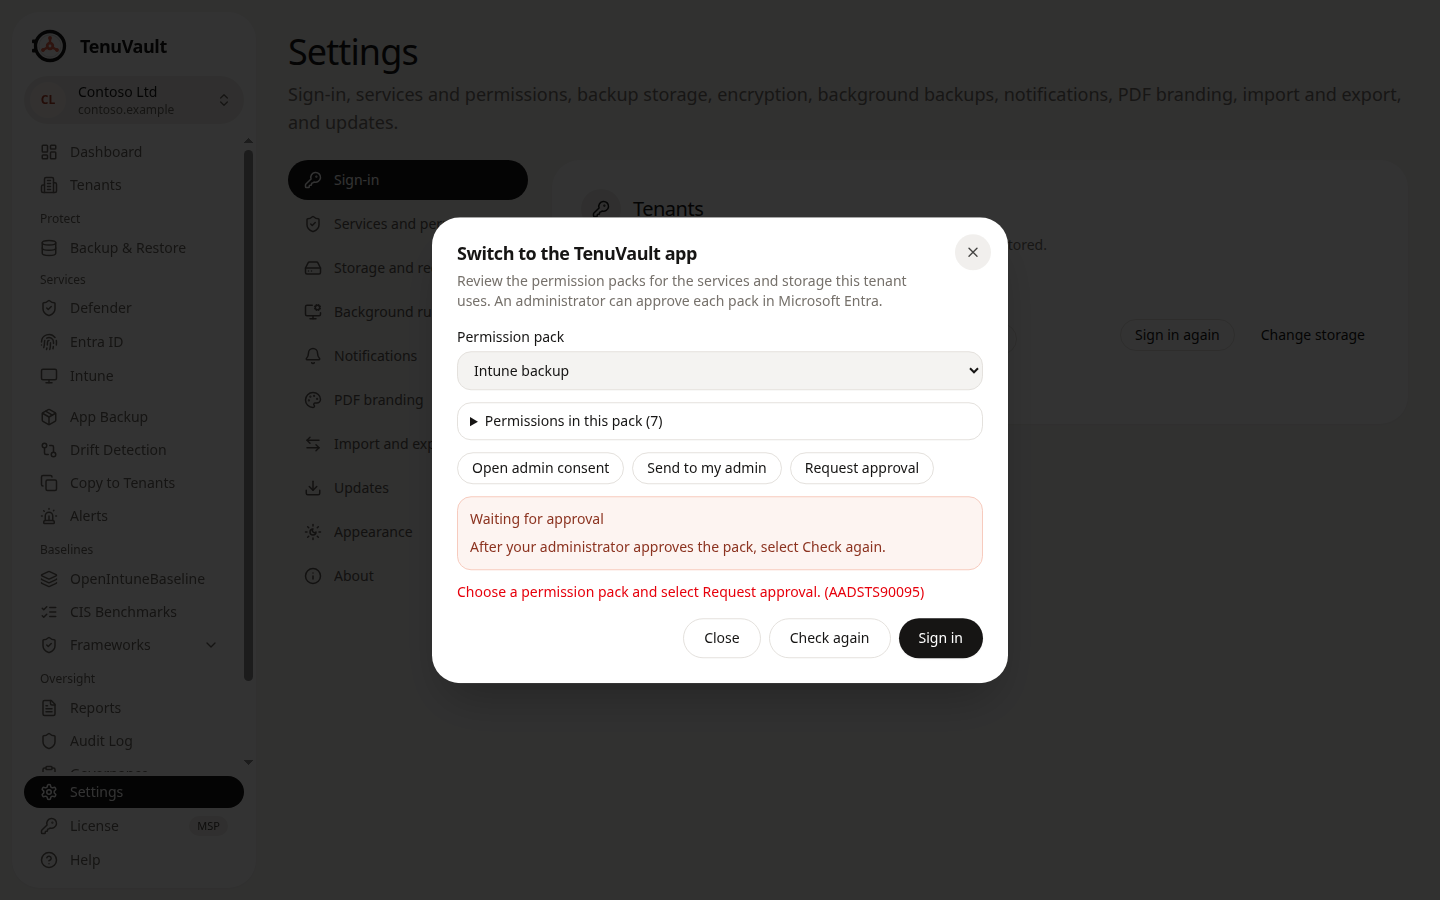 TenuVault
CL
Contoso Ltd
contoso.example
Dashboard
Tenants
Protect
Backup & Restore
Services
Defender
Entra ID
Intune
App Backup
Drift Detection
Copy to Tenants
Alerts
Baselines
OpenIntuneBaseline
CIS Benchmarks
Frameworks
Oversight
Reports
Audit Log
Settings
License
MSP
Help
Settings
Sign-in, services and permissions, backup storage, encryption, background backups, notifications, PDF branding, import and export,
and updates.
Sign-in
Services and per
Storage and re
Background ru
Notifications
PDF branding
Import and exp
Updates
Appearance
About
Tenants
tored.
Sign in again
Change storage
Switch to the TenuVault app
Review the permission packs for the services and storage this tenant
uses. An administrator can approve each pack in Microsoft Entra.
Permission pack
Intune backup
Permissions in this pack (7)
Open admin consent
Send to my admin
Request approval
Waiting for approval
After your administrator approves the pack, select Check again.
Choose a permission pack and select Request approval. (AADSTS90095)
Close
Check again
Sign in